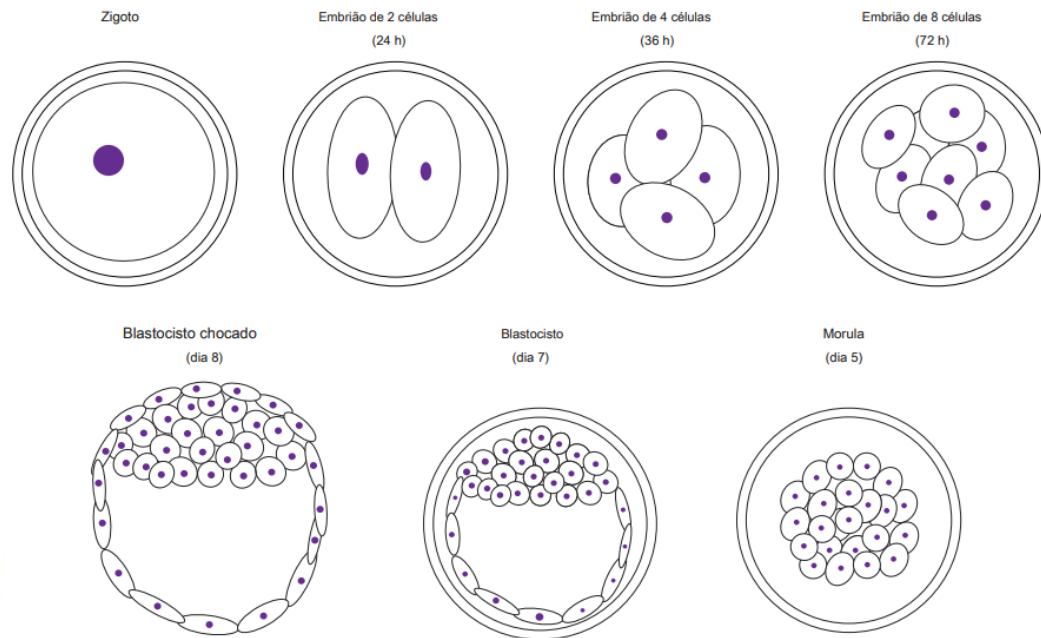 Zigoto
Embrião de 2 células
(24 h)
Embrião de 4 células
(36 h)
Embrião de 8 células
(72 h)
Blastocisto chocado
(dia 8)
Blastocisto
(dia 7)
Morula
(dia 5)